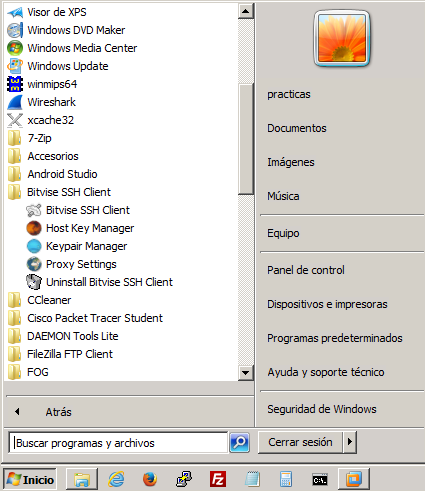 Visor de XPS
Windows DVD Maker
Windows Media Center
Windows Update
winmips64
Wireshark
xcache32
7-Zip
Accesorios
Android Studio
Bitvise SSH Client
Bitvise SSH Client
Host Key Manager
Keypair Manager
Proxy Settings
Uninstall Bitvise SSH Client
CCleaner
Cisco Packet Tracer Student
DAEMON Tools Lite
FileZilla FTP Client
FOG
Atrás
Buscar programas y archivos
practicas
Documentos
Imágenes
Música
Equipo
Panel de control
Dispositivos e impresoras
Programas predeterminados
Ayuda y soporte técnico
Seguridad de Windows
Cerrar sesión
Inicio